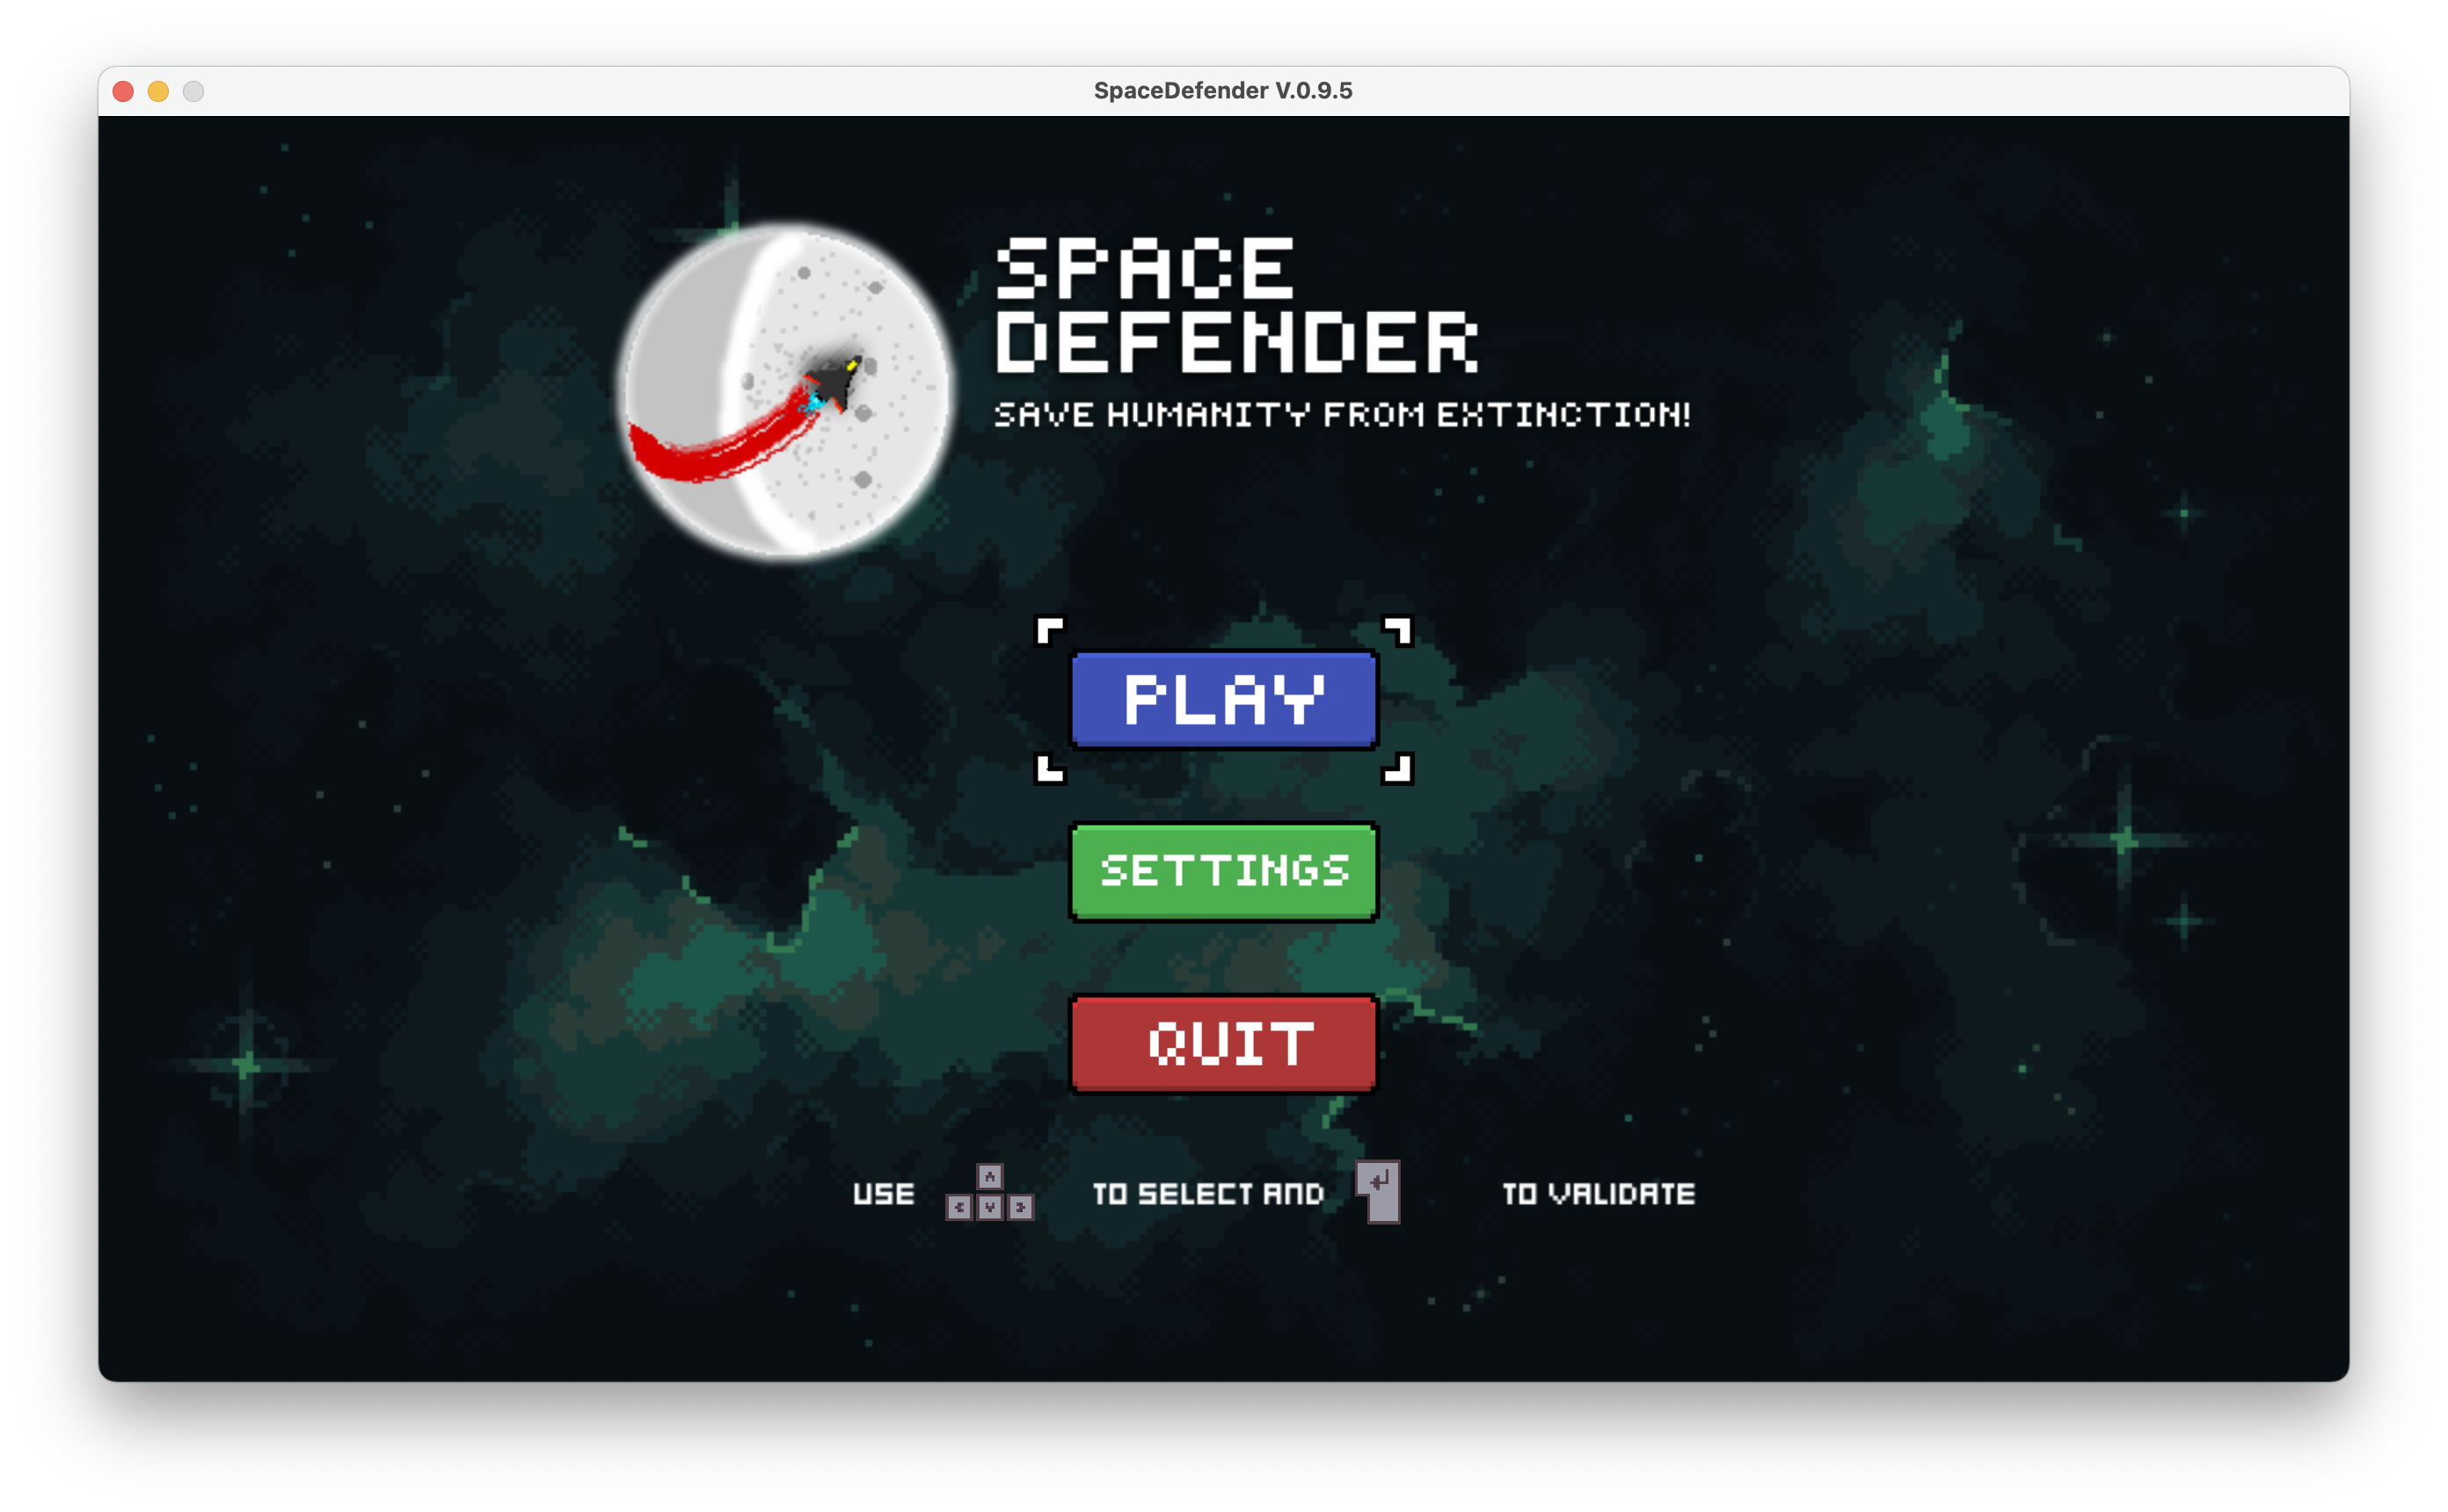 SpaceDefender V.0.9.5
SPACE
DEFENDER
SAVE HUMANITY FROM EXTINCTION!
PLAY
SETTINGS
QUIT
USE TO SELECT AND TO VALIDATE